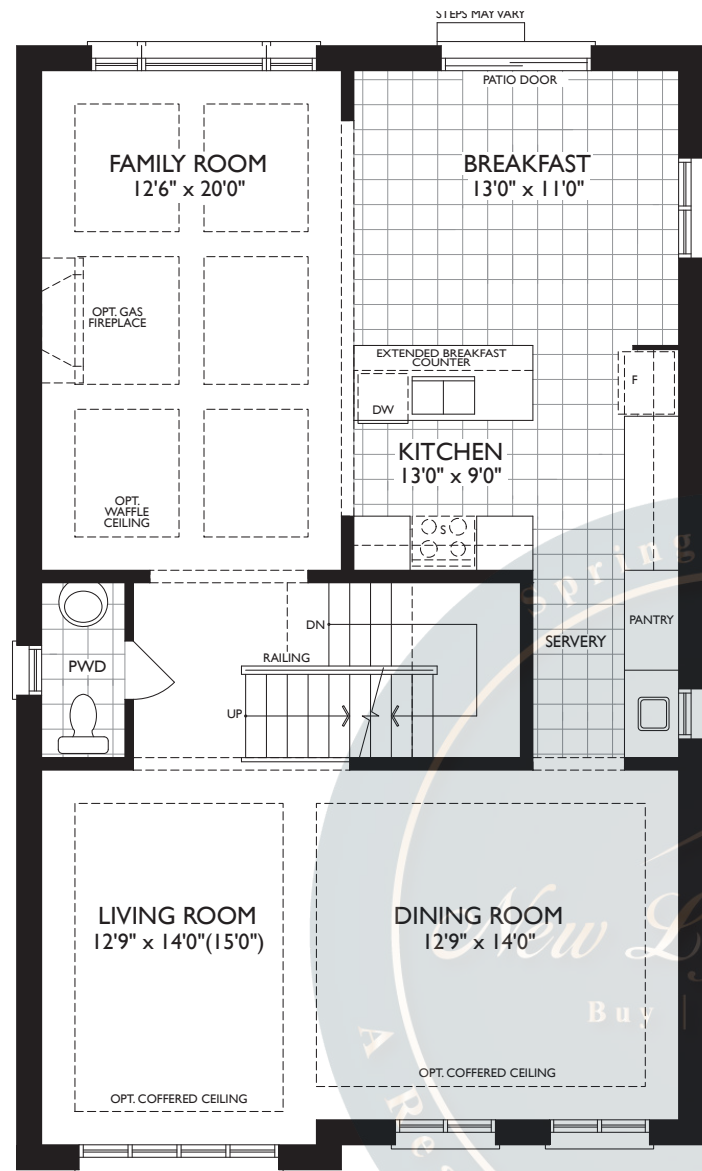 STEPS MAY VARY
PATIO DOOR
FAMILY ROOM
12'6" x 20'0"
BREAKFAST
13'0" x 11'0"
OPT. GAS
FIREPLACE
EXTENDED BREAKFAST
COUNTER
F
DW
KITCHEN
13'0" x 9'0"
OPT.
WAFFLE
CEILING
S
Spring
DN
PANTRY
SERVERY
RAILING
PWD
UP
LIVING ROOM
12'9" x 14'0"(15'0")
DINING ROOM
12'9" x 14'0"
New
Buy |
OPT. COFFERED CEILING
OPT. COFFERED CEILING
A